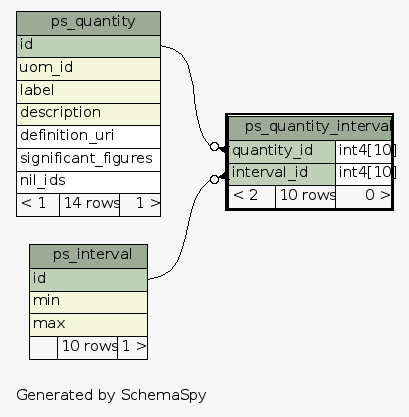 ps_quantity
id
uom_id
label
description
definition_uri
significant_figures
nil_ids
< 1 14 rows 1 >
ps_quantity_interval
quantity_id int4[10]
interval_id int4[10]
< 2 10 rows 0 >
ps_interval
id
min
max
10 rows 1 >
Generated by SchemaSpy